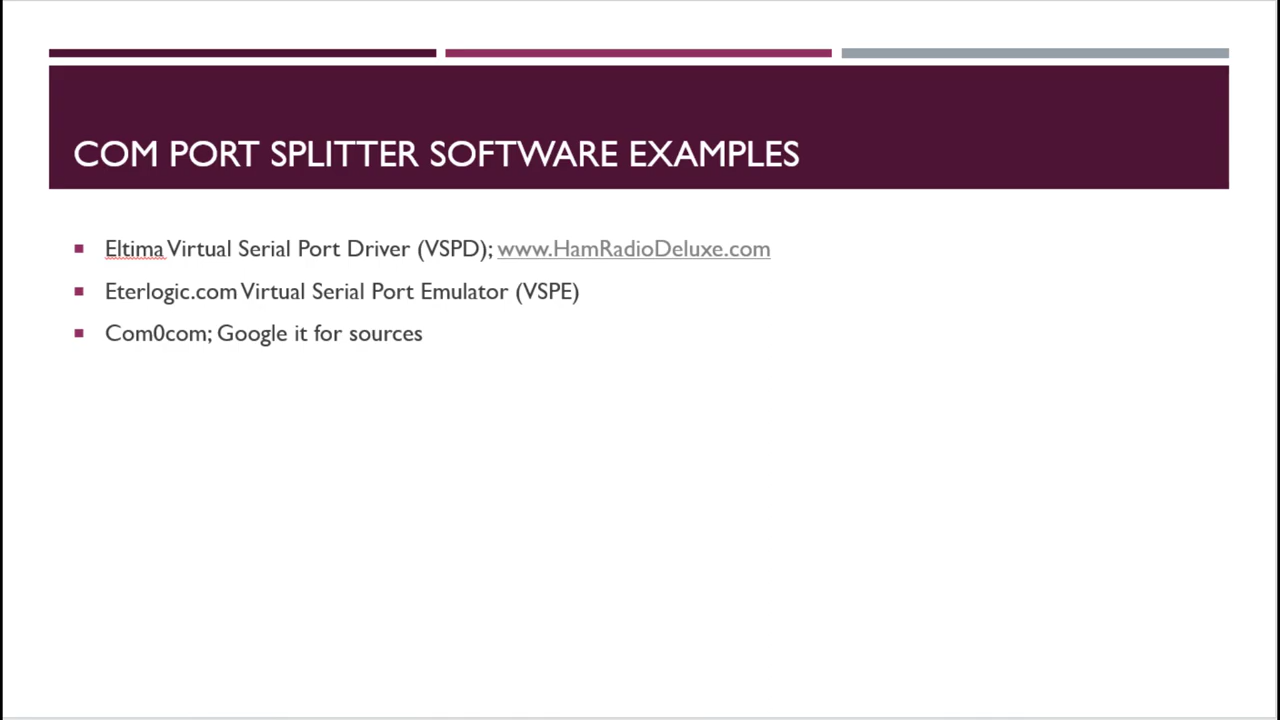 COM PORT SPLITTER SOFTWARE EXAMPLES
Eltima Virtual Serial Port Driver (VSPD); www.HamRadioDeluxe.com
Eterlogic.com Virtual Serial Port Emulator (VSPE)
Com0com; Google it for sources